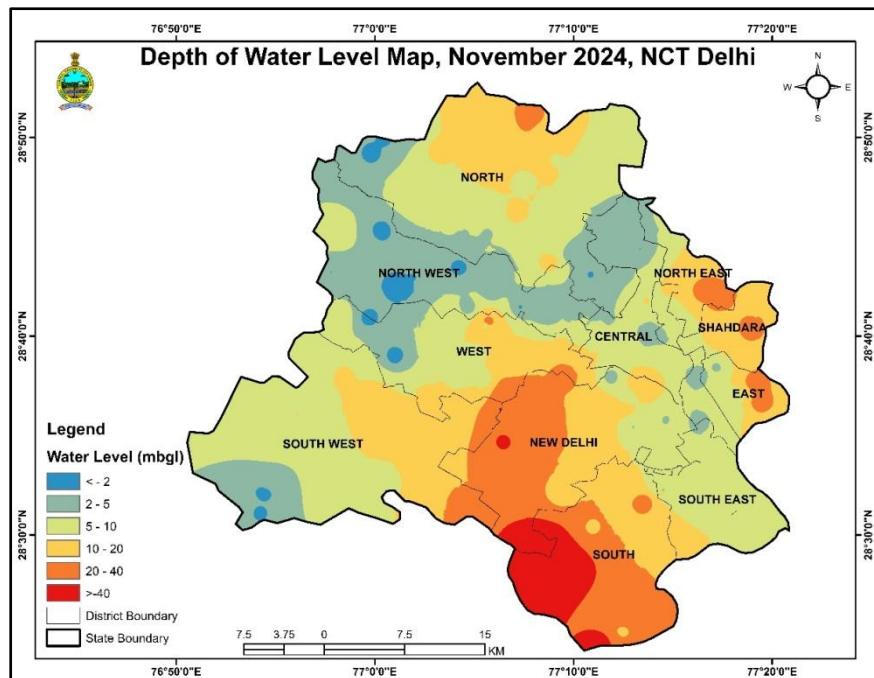 76°50'0"E 77°0'0"E 77°10'0"E 77°20'0"E
Depth of Water Level Map, November 2024, NCT Delhi
N
W E
S
28°50'0"N 28°50'0"N
NORTH
NORTH WEST
NORTH EAST
SHAHDARA
28°40'0"N 28°40'0"N
CENTRAL
WEST
EAST
SOUTH WEST
NEW DELHI
SOUTH EAST
28°30'0"N 28°30'0"N
SOUTH
Legend
Water Level (mbgl)
< - 2
2 - 5
5 - 10
10 - 20
20 - 40
>-40
District Boundary
State Boundary
7.5 3.75 0 7.5 15
KM
76°50'0"E 77°0'0"E 77°10'0"E 77°20'0"E